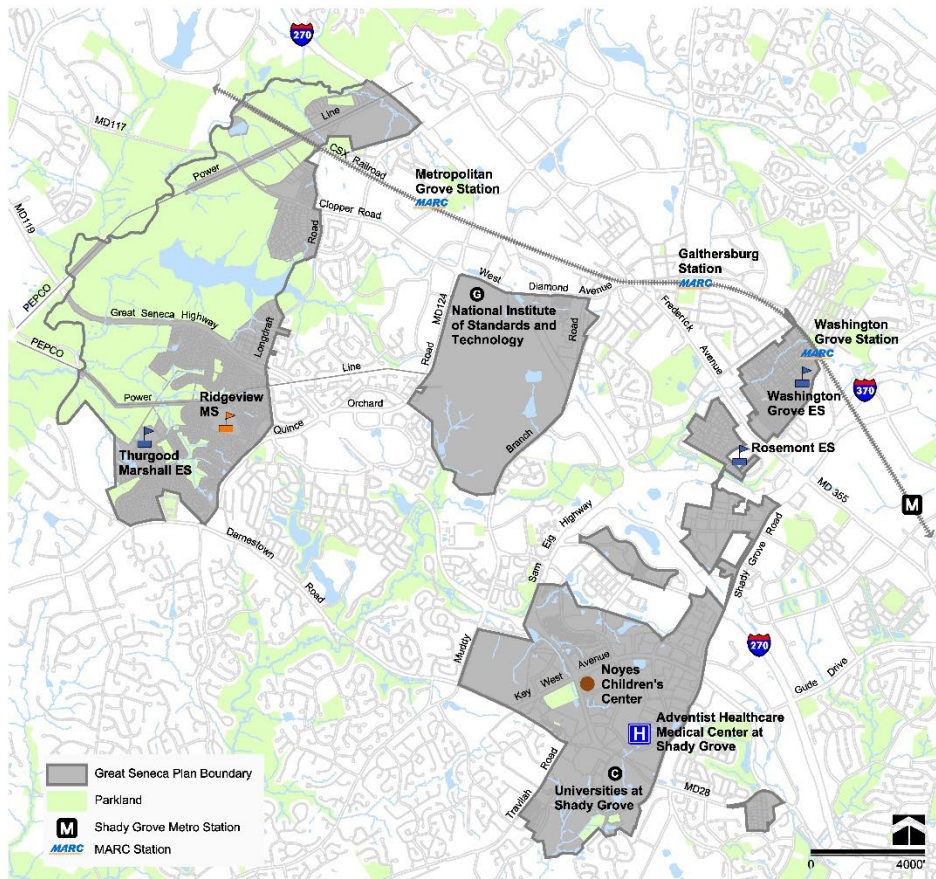 270
MD117
Line
CSX Railroad
Power
Metropolitan
Grove Station
MARC
Clopper Road
MD119
Road
Gaithersburg
Station
MARC
West
Diamond Avenue
G
National Institute
of Standards and
Technology
MD124
Road
Road
Frederick
Avenue
Washington
Grove Station
MARC
PEPCO
Great Seneca Highway
Longdraft
PEPCO
Line
370
Washington
Grove ES
Power
Ridgeview
MS
Orchard
Quince
Branch
Rosemont ES
Thurgood
Marshall ES
MD 355
M
Darnestown
Road
Sam Eig Highway
Shady Grove Road
Muddy
270
Key West Avenue
Noyes
Children's
Center
Gude Drive
H
Adventist Healthcare
Medical Center at
Shady Grove
Travilah Road
C
Universities at
Shady Grove
MD28
Great Seneca Plan Boundary
Parkland
M
Shady Grove Metro Station
MARC
MARC Station
0
4000'